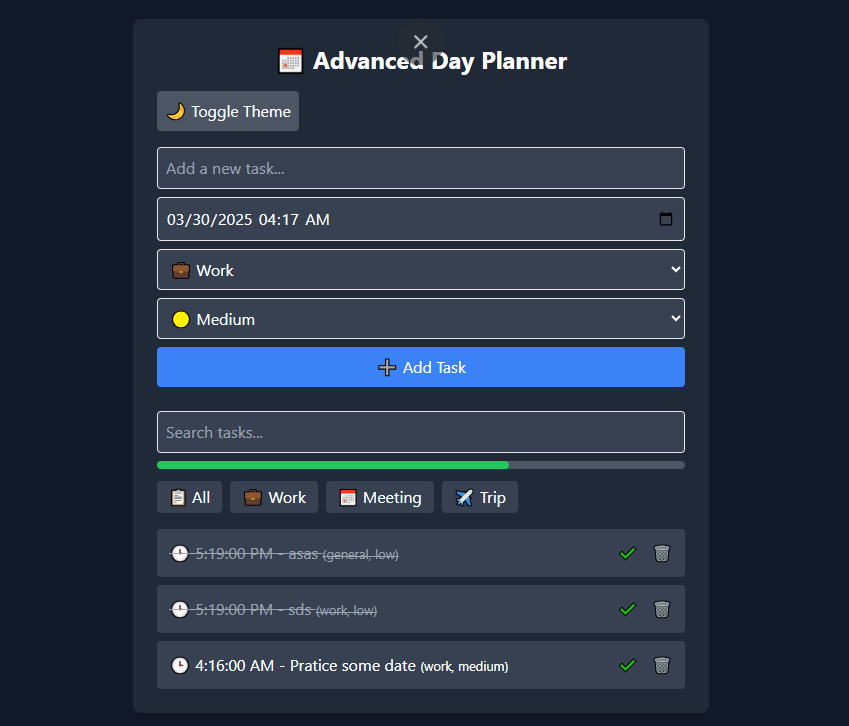 Advanced Day Planner
Toggle Theme
Add a new task...
03/30/2025 04:17 AM
Work
Medium
Add Task
Search tasks...
All Work Meeting Trip
5:19:00 PM - asas (general, low)
5:19:00 PM - sds (work, low)
4:16:00 AM - Pratice some date (work, medium)